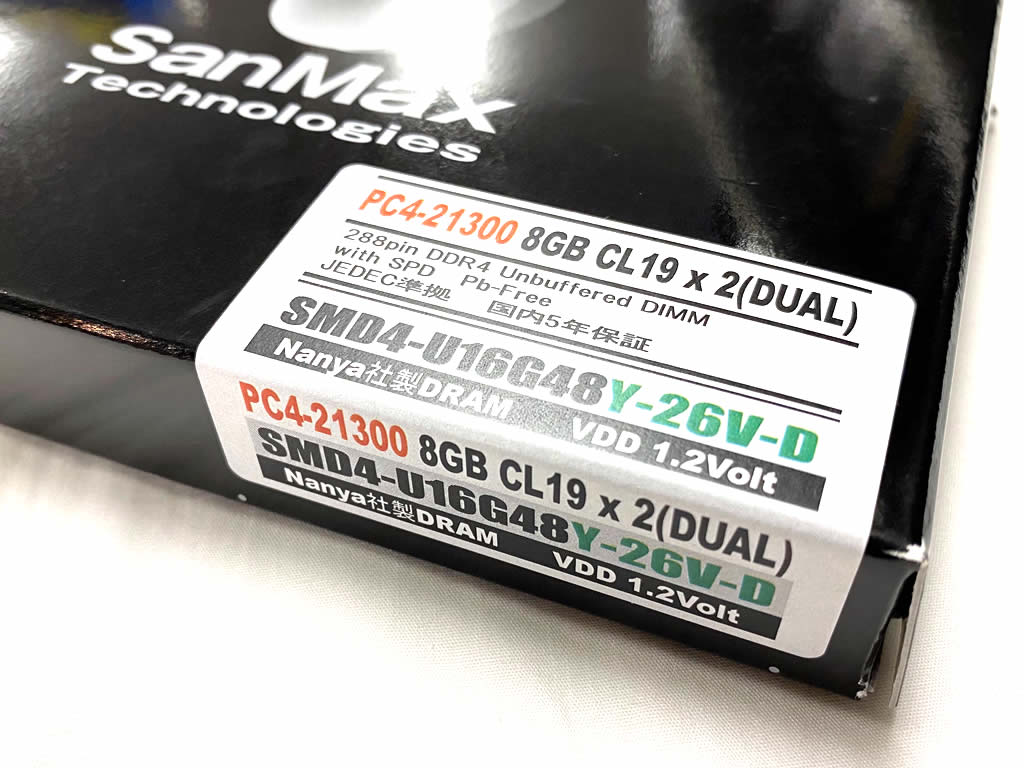 SanMax
Technologies
PC4-21300 8GB CL19 x 2(DUAL)
288pin DDR4 Unbuffered DIMM
with SPD Pb-Free
JEDEC準拠 国内5年保証
SMD4-U16G48Y-26V-D
Nanya社製DRAM VDD 1.2Volt
PC4-21300 8GB CL19 x 2(DUAL)
SMD4-U16G48Y-26V-D
Nanya社製DRAM VDD 1.2Volt